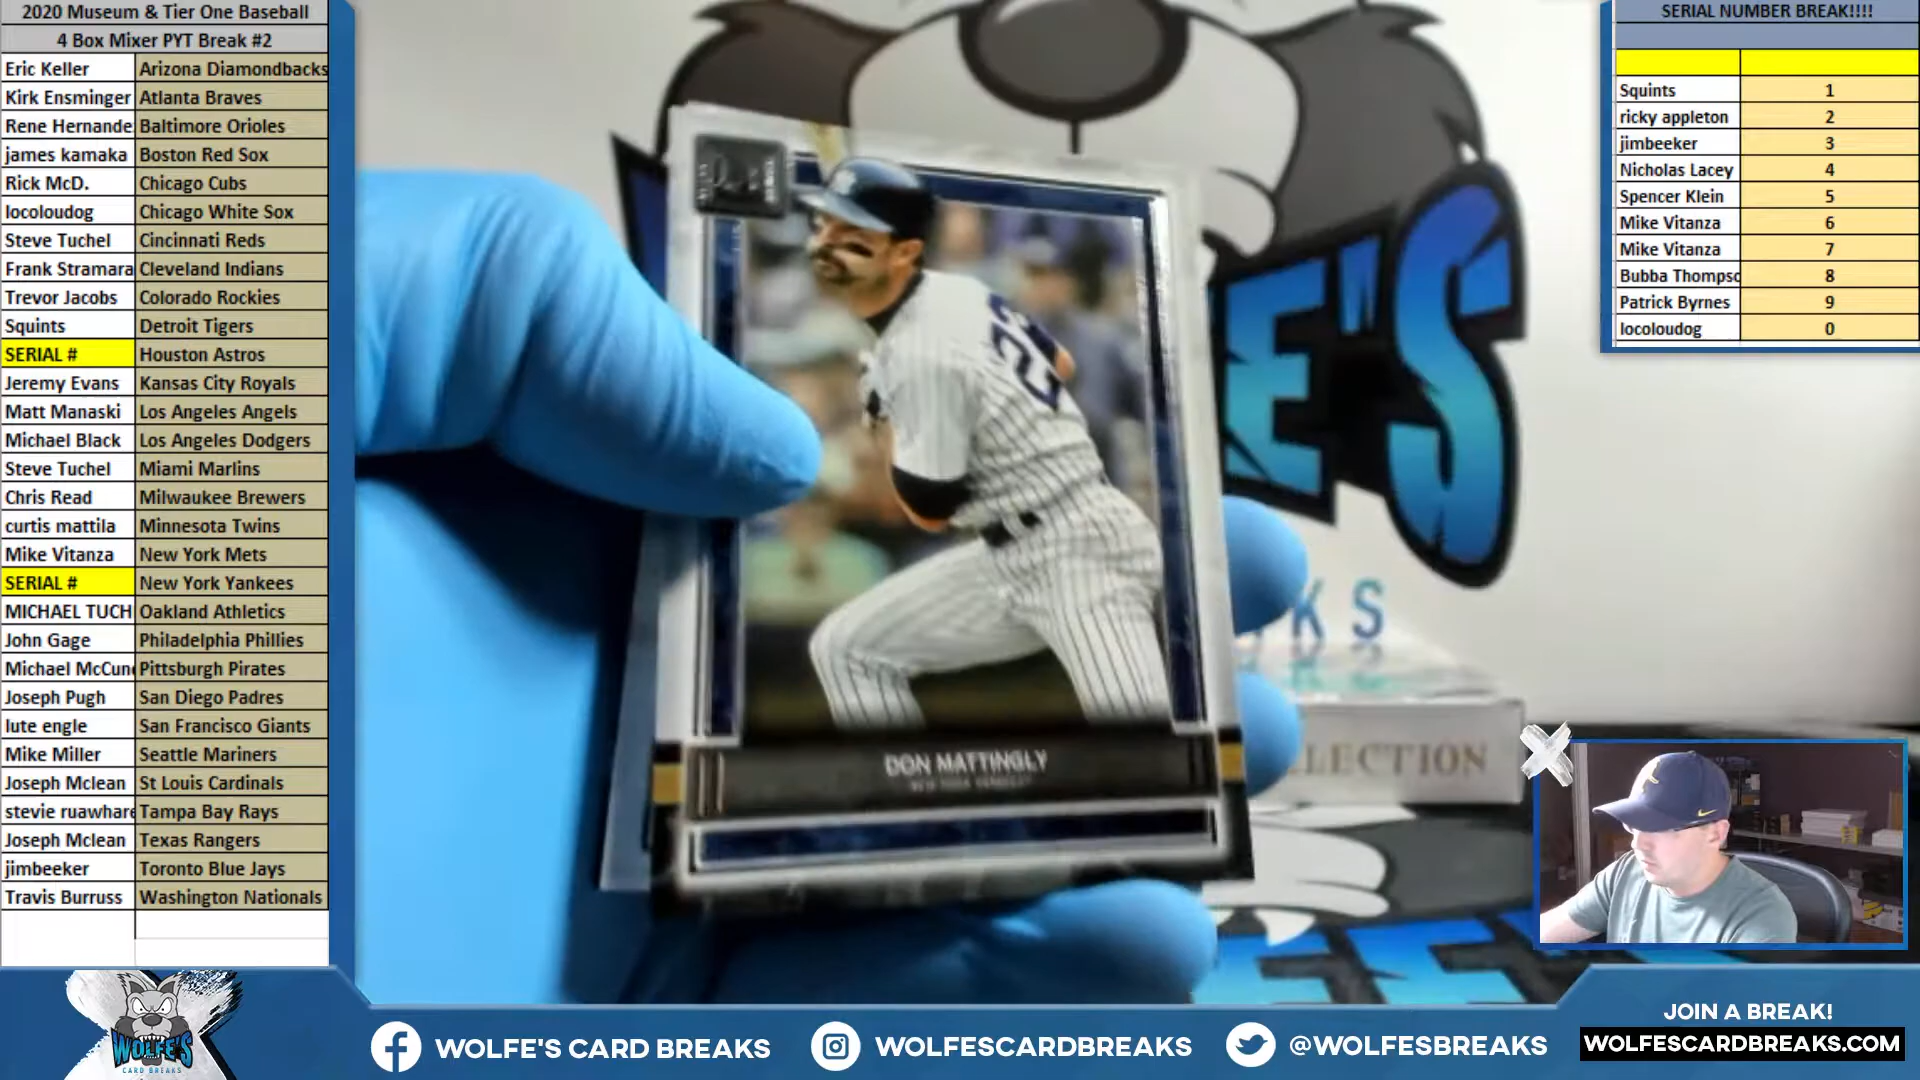 2020 Museum & Tier One Baseball
4 Box Mixer PYT Break #2
Eric Keller Arizona Diamondbacks
Kirk Ensminger Atlanta Braves
Rene Hernande Baltimore Orioles
james kamaka Boston Red Sox
Rick McD. Chicago Cubs
locoloudog Chicago White Sox
Steve Tuchel Cincinnati Reds
Frank Stramara Cleveland Indians
Trevor Jacobs Colorado Rockies
Squints Detroit Tigers
SERIAL # Houston Astros
Jeremy Evans Kansas City Royals
Matt Manaski Los Angeles Angels
Michael Black Los Angeles Dodgers
Steve Tuchel Miami Marlins
Chris Read Milwaukee Brewers
curtis mattila Minnesota Twins
Mike Vitanza New York Mets
SERIAL # New York Yankees
MICHAEL TUCH Oakland Athletics
John Gage Philadelphia Phillies
Michael McCun Pittsburgh Pirates
Joseph Pugh San Diego Padres
lute engle San Francisco Giants
Mike Miller Seattle Mariners
Joseph Mclean St Louis Cardinals
stevie ruawhare Tampa Bay Rays
Joseph Mclean Texas Rangers
jimbeeker Toronto Blue Jays
Travis Burruss Washington Nationals
SERIAL NUMBER BREAK!!!!
Squints 1
ricky appleton 2
jimbeeker 3
Nicholas Lacey 4
Spencer Klein 5
Mike Vitanza 6
Mike Vitanza 7
Bubba Thompso 8
Patrick Byrnes 9
locoloudog 0
E'S
KS
LECTION
23
DON MATTINGLY
NEW YORK YANKEES
WOLFE'S
CARD BREAKS
WOLFE'S CARD BREAKS
WOLFESCARDBREAKS
@WOLFESBREAKS
JOIN A BREAK!
WOLFESCARDBREAKS.COM